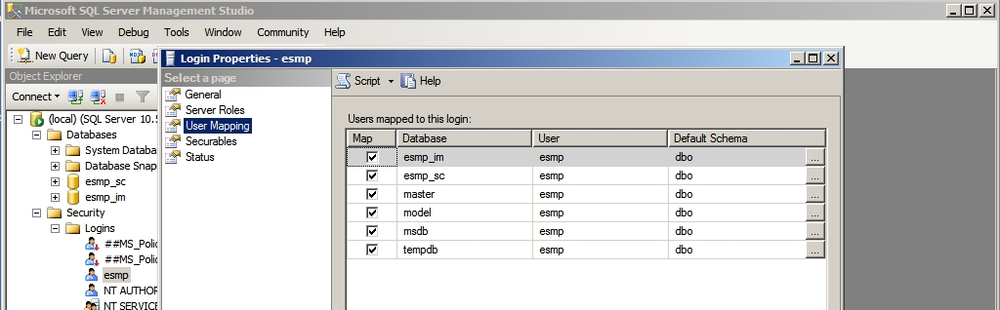 Microsoft SQL Server Management Studio
File Edit View Debug Tools Window Community Help
New Query
Login Properties - esmp
Object Explorer
Connect
(local) (SQL Server 10.5
Databases
System Databa
Database Snap
esmp_sc
esmp_im
Security
Logins
##MS_Polic
##MS_Polic
esmp
NT AUTHOR
NT SERVICE
Select a page
General
Server Roles
User Mapping
Securables
Status
Script Help
Users mapped to this login:
Map Database User Default Schema
esmp_im esmp dbo ...
esmp_sc esmp dbo ...
master esmp dbo ...
model esmp dbo ...
msdb esmp dbo ...
tempdb esmp dbo ...